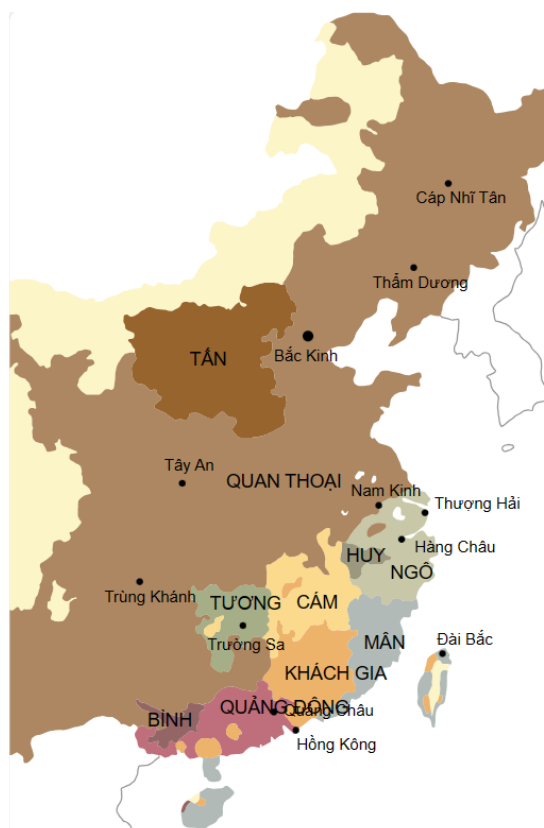 Cáp Nhĩ Tân
Thẩm Dương
Bắc Kinh
TẤN
Tây An
QUAN THOẠI
Nam Kinh
Thượng Hải
HUY
Hàng Châu
NGÔ
Trùng Khánh
TƯƠNG
CÁM
Trưởng Sa
MÂN
Đài Bắc
KHÁCH GIA
BÌNH
QUẢNG ĐÔNG
Quảng Châu
Hồng Kông